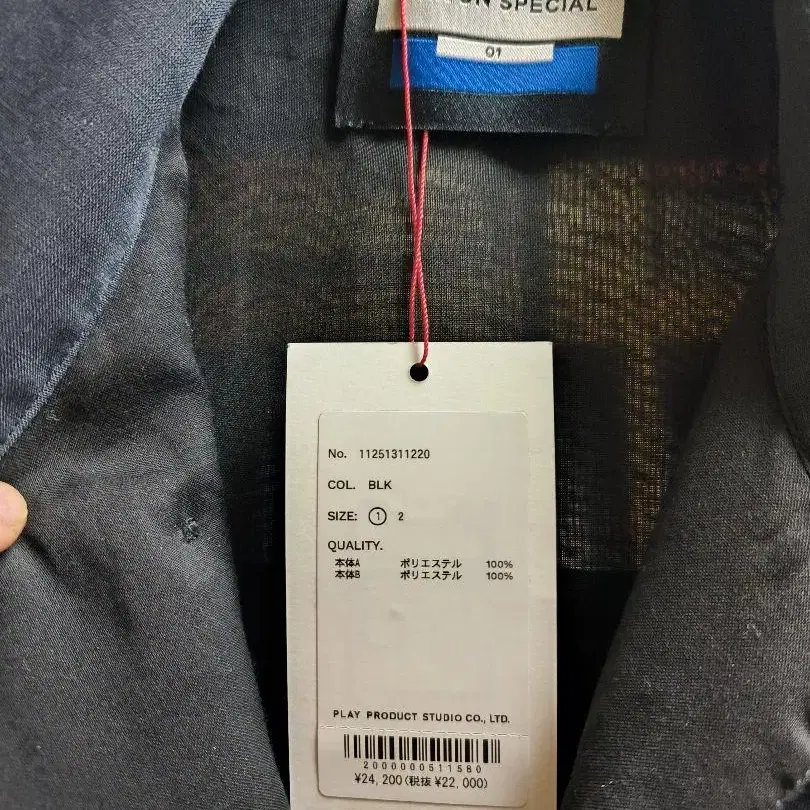 SPECIAL
01
No. 11251311220
COL. BLK
SIZE: ① 2
QUALITY.
本体A ポリエステル 100%
本体B ポリエステル 100%
PLAY PRODUCT STUDIO CO., LTD.
2000000511580
¥24,200(税抜 ¥22,000)